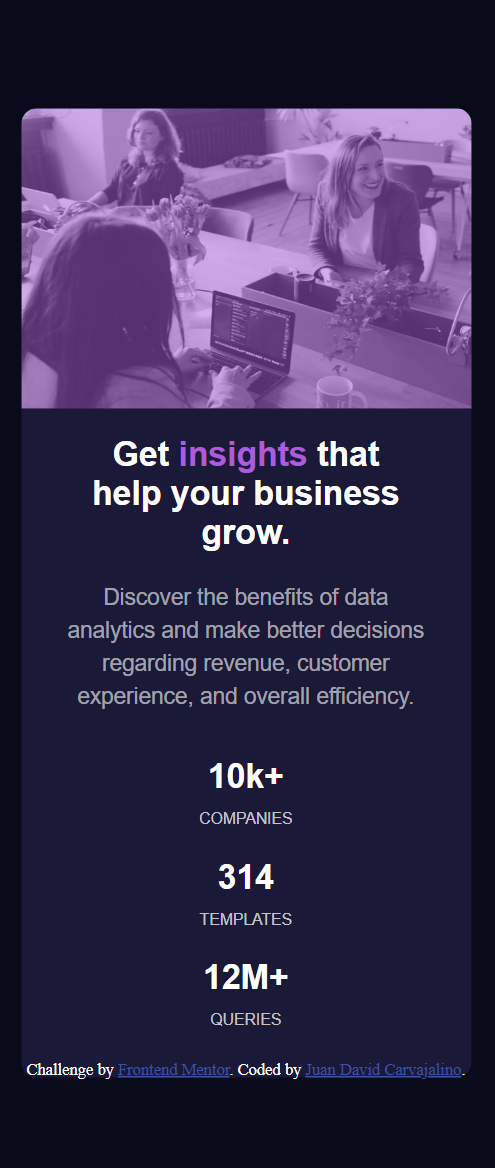 Get insights that
help your business
grow.
Discover the benefits of data
analytics and make better decisions
regarding revenue, customer
experience, and overall efficiency.
10k+
COMPANIES
314
TEMPLATES
12M+
QUERIES
Challenge by Frontend Mentor. Coded by Juan David Carvajalino.